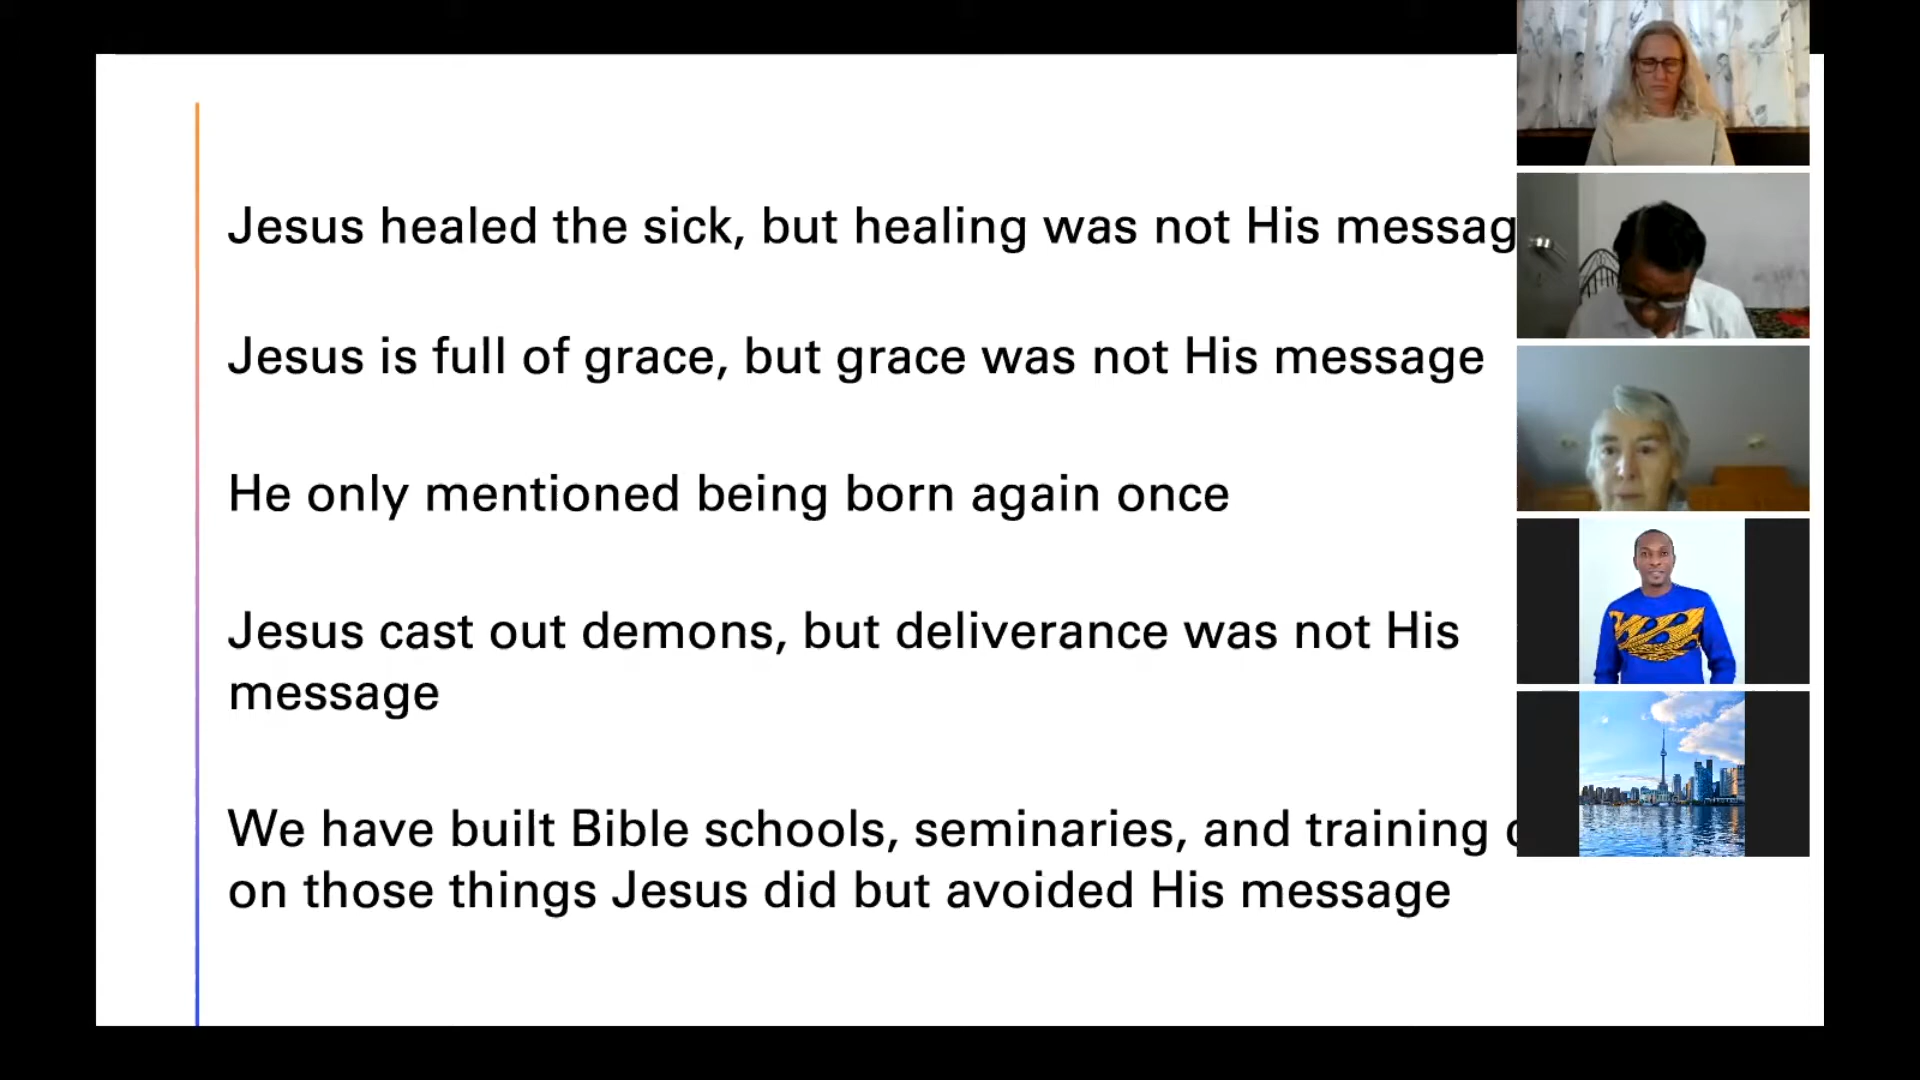 Jesus healed the sick, but healing was not His messag
Jesus is full of grace, but grace was not His message
He only mentioned being born again once
Jesus cast out demons, but deliverance was not His
message
We have built Bible schools, seminaries, and training
on those things Jesus did but avoided His message